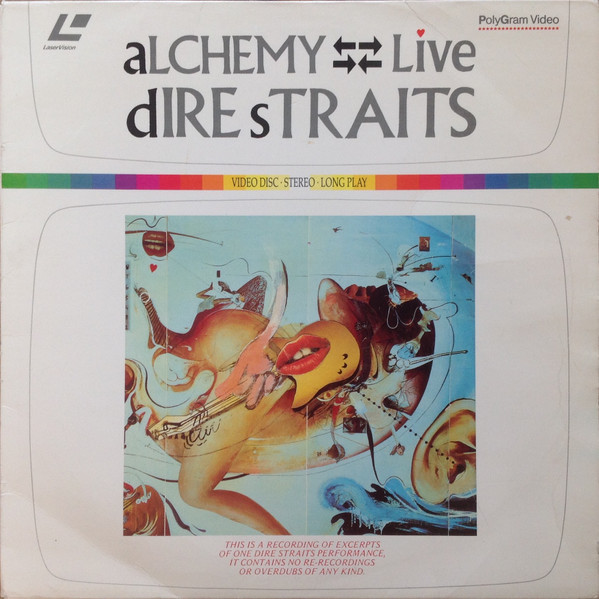 LaserVision
PolyGram Video
aLCHEMY Live
dIRE sTRAITS
VIDEO DISC · STEREO · LONG PLAY
THIS IS A RECORDING OF EXCERPTS
OF ONE DIRE STRAITS PERFORMANCE,
IT CONTAINS NO RE-RECORDINGS
OR OVERDUBS OF ANY KIND.